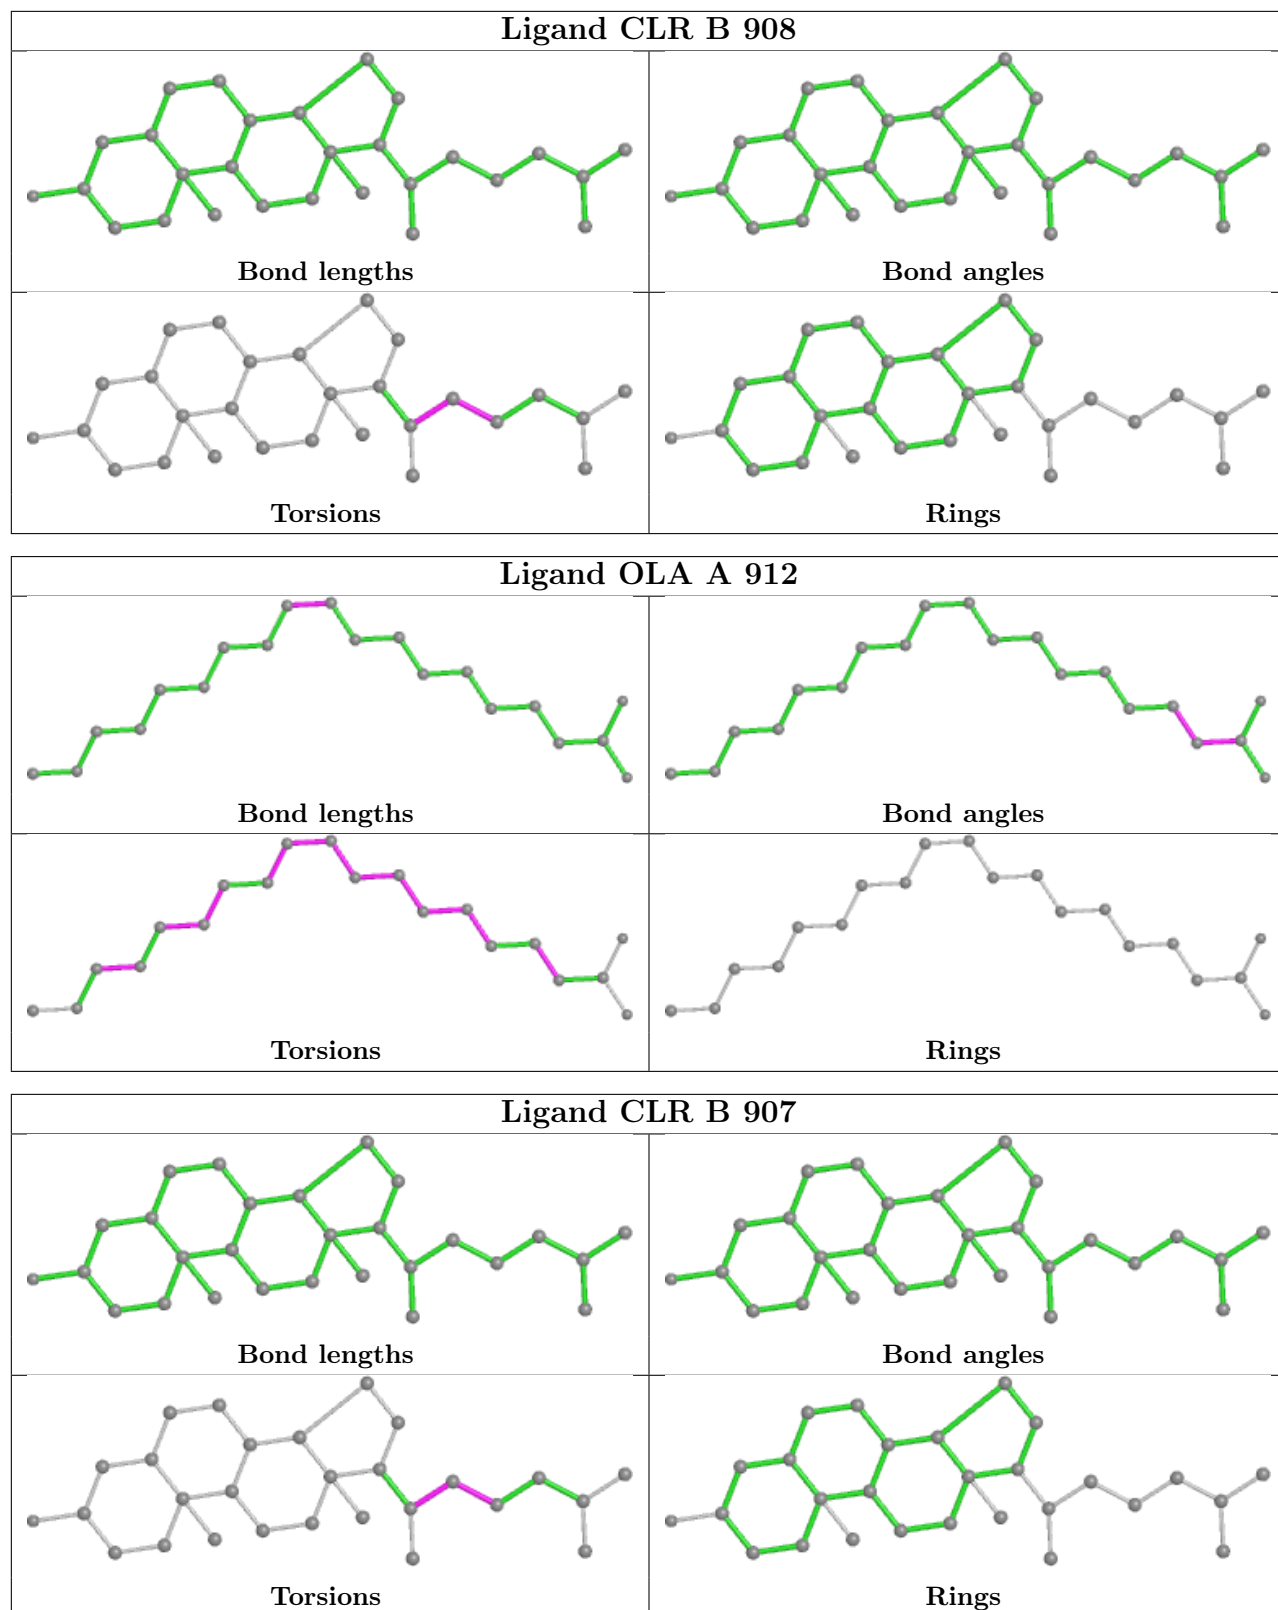 Ligand CLR B 908
Bond lengths
Bond angles
Torsions
Rings
Ligand OLA A 912
Bond lengths
Bond angles
Torsions
Rings
Ligand CLR B 907
Bond lengths
Bond angles
Torsions
Rings